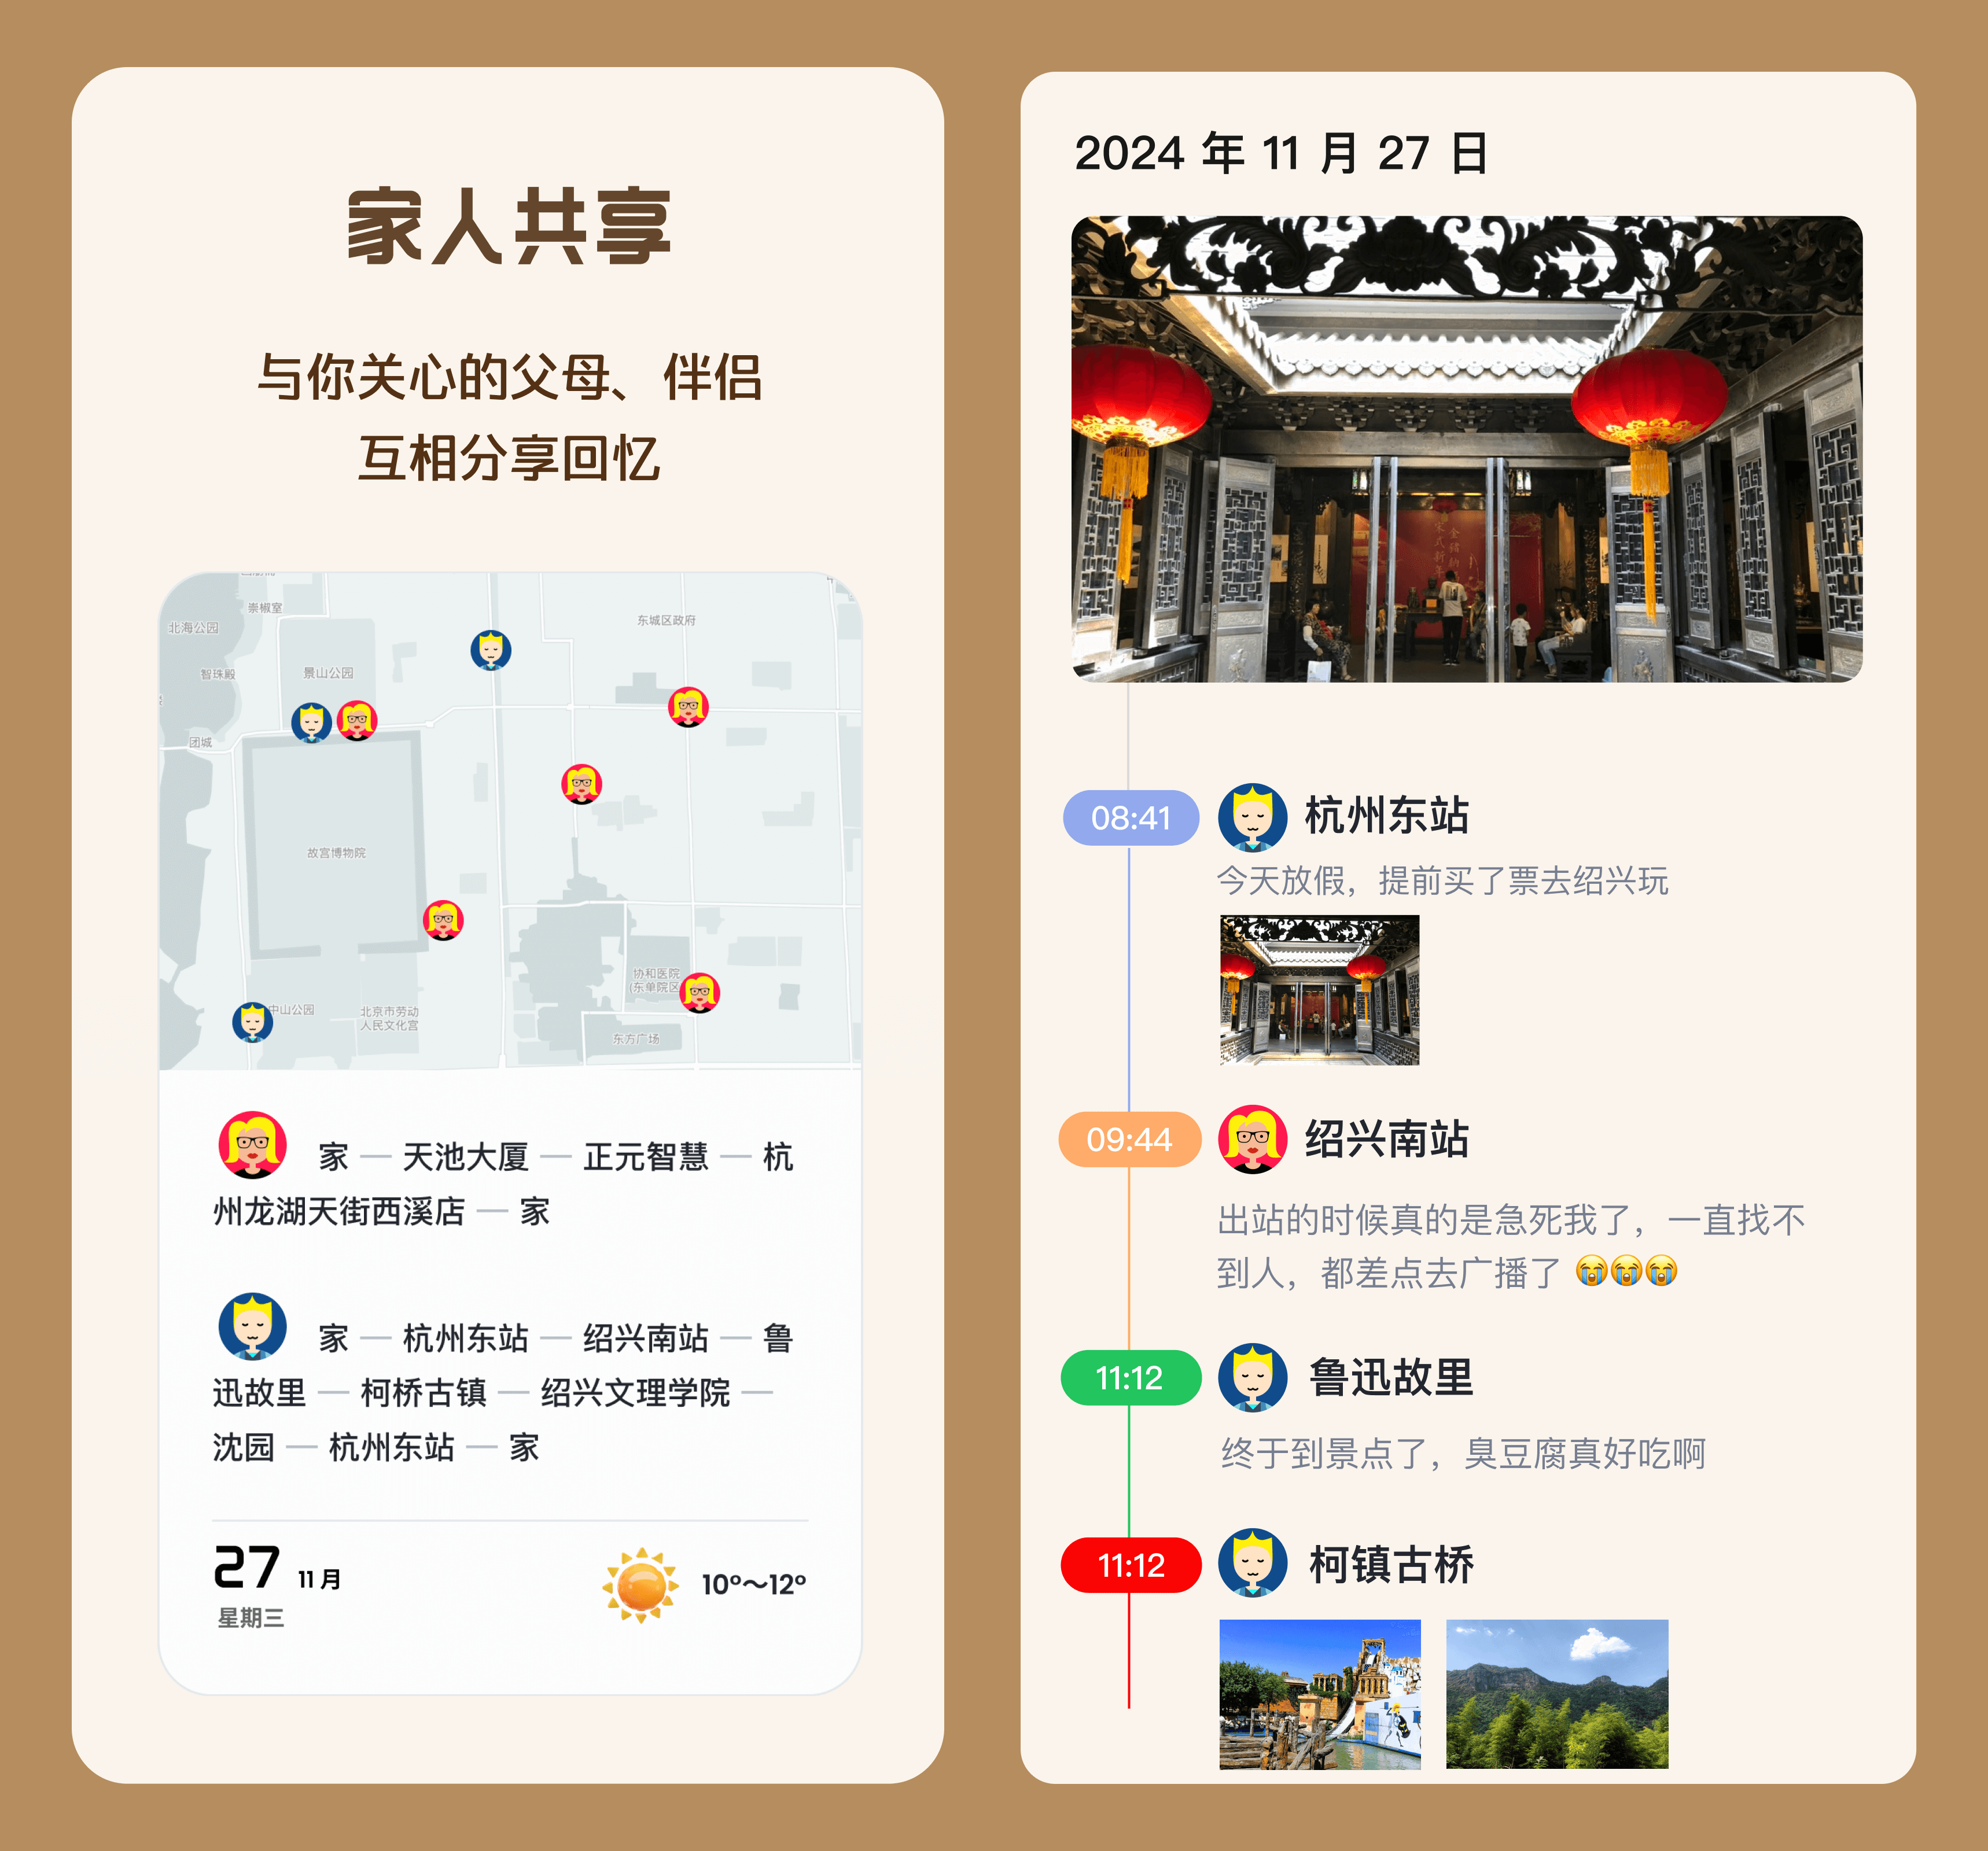 家人共享
与你关心的父母、伴侣
互相分享回忆
崇椒室
北海公园
东城区政府
智珠殿
景山公园
团城
故宫博物院
协和医院
(东单院区
中山公园
北京市劳动
人民文化宫
东方广场
家 — 天池大厦 — 正元智慧 — 杭
州龙湖天街西溪店 — 家
家 — 杭州东站 — 绍兴南站 — 鲁
迅故里 — 柯桥古镇 — 绍兴文理学院 —
沈园 — 杭州东站 — 家
27 11 月
星期三
10°~12°
2024 年 11 月 27 日
08:41 杭州东站
今天放假，提前买了票去绍兴玩
09:44 绍兴南站
出站的时候真的是急死我了，一直找不
到人，都差点去广播了 😭😭😭
11:12 鲁迅故里
终于到景点了，臭豆腐真好吃啊
11:12 柯镇古桥